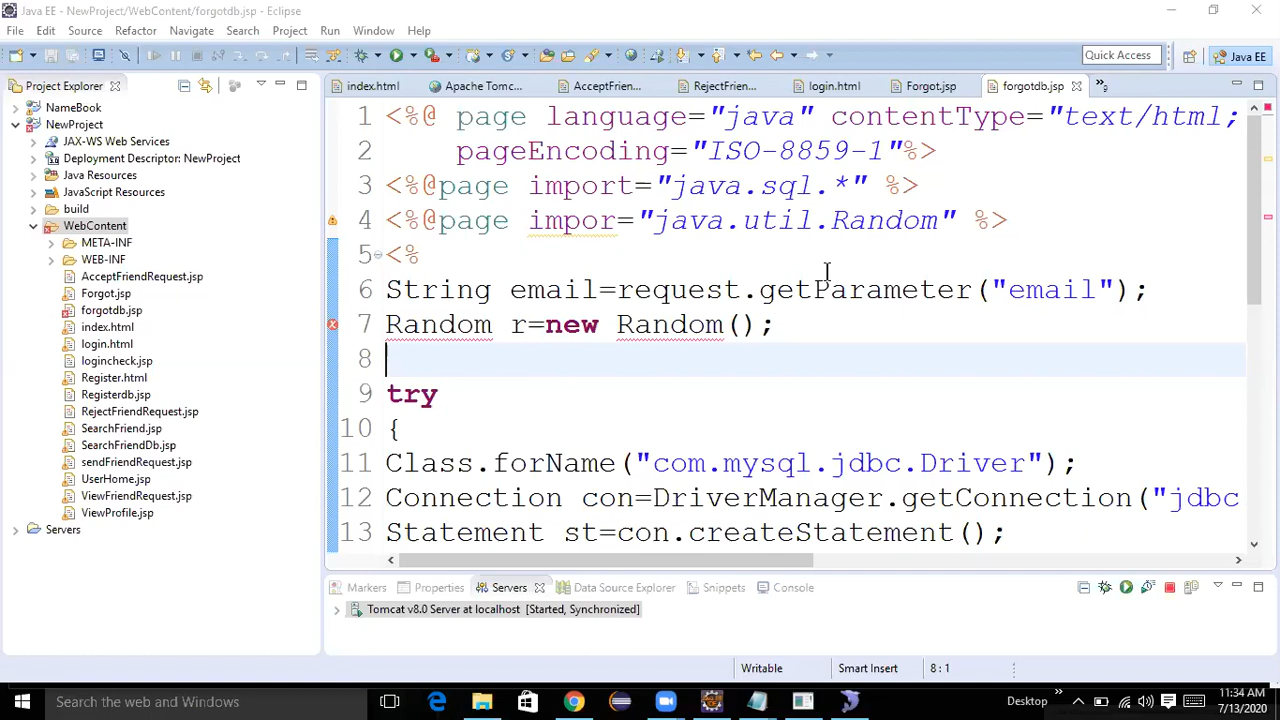 Java EE - NewProject/WebContent/forgotdb.jsp - Eclipse
File Edit Source Refactor Navigate Search Project Run Window Help
Quick Access Java EE
Project Explorer
index.html Apache Tomc... AcceptFrien... RejectFrien... login.html Forgot.jsp forgotdb.jsp »9
NameBook
NewProject
JAX-WS Web Services
Deployment Descriptor: NewProject
Java Resources
JavaScript Resources
build
WebContent
META-INF
WEB-INF
AcceptFriendRequest.jsp
Forgot.jsp
forgotdb.jsp
index.html
login.html
logincheck.jsp
Register.html
Registerdb.jsp
RejectFriendRequest.jsp
SearchFriend.jsp
SearchFriendDb.jsp
sendFriendRequest.jsp
UserHome.jsp
ViewFriendRequest.jsp
ViewProfile.jsp
Servers
1 <%@ page language="java" contentType="text/html;
2 pageEncoding="ISO-8859-1"%>
3 <%@page import="java.sql.*" %>
4 <%@page impor="java.util.Random" %>
5 <%
6 String email=request.getParameter("email");
7 Random r=new Random();
8
9 try
10 {
11 Class.forName("com.mysql.jdbc.Driver");
12 Connection con=DriverManager.getConnection("jdbc
13 Statement st=con.createStatement();
Markers Properties Servers Data Source Explorer Snippets Console
Tomcat v8.0 Server at localhost [Started, Synchronized]
Writable Smart Insert 8 : 1
Search the web and Windows
Desktop »
11:34 AM
7/13/2020